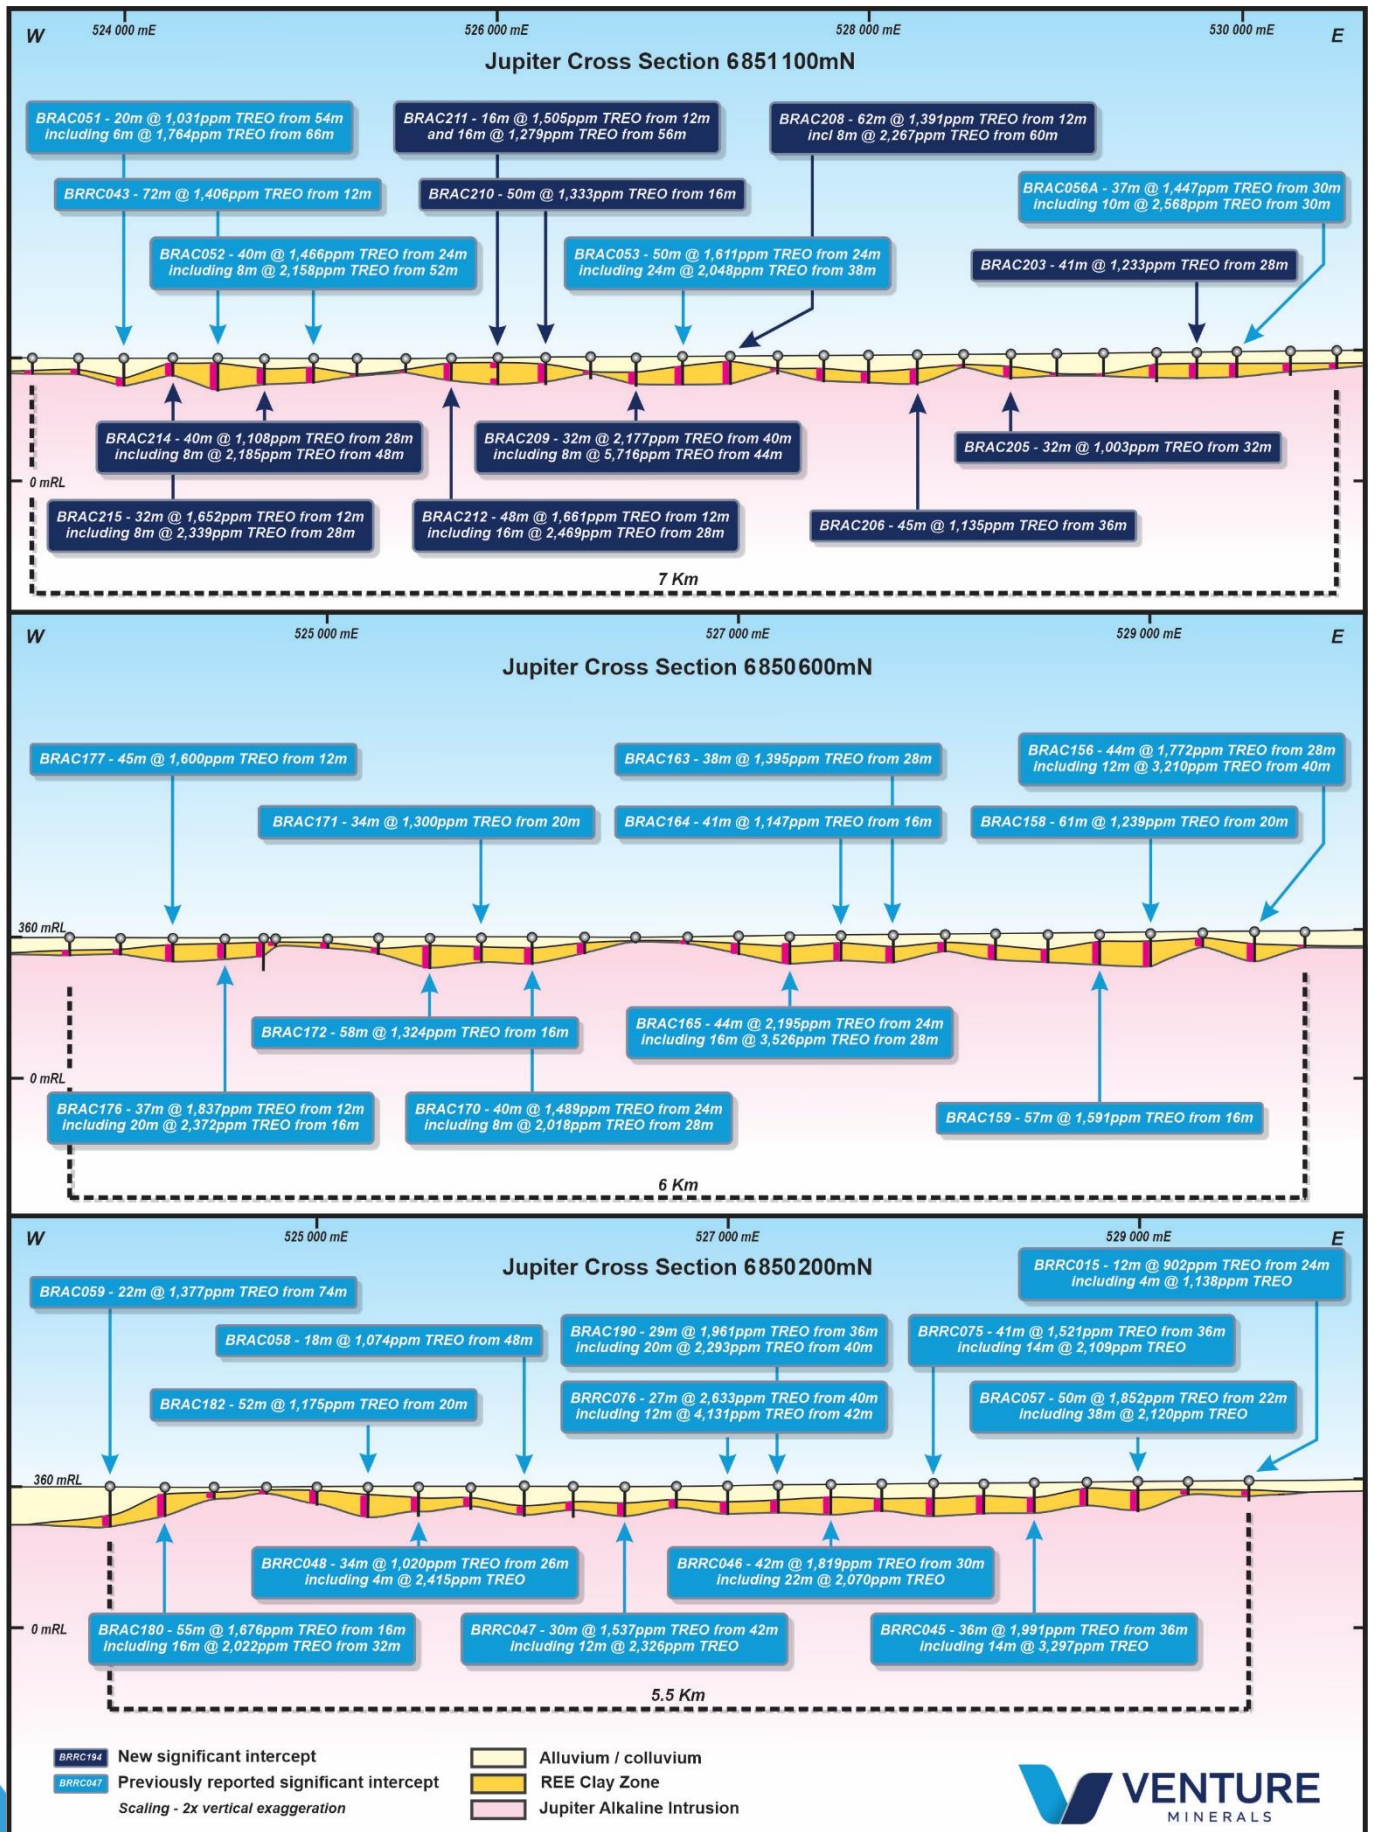 W
524 000 mE
526 000 mE
528 000 mE
530 000 mE
E
Jupiter Cross Section 6851100mN
BRAC051 - 20m @ 1,031ppm TREO from 54m
including 6m @ 1,764ppm TREO from 66m
BRAC211 - 16m @ 1,505ppm TREO from 12m
and 16m @ 1,279ppm TREO from 56m
BRAC208 - 62m @ 1,391ppm TREO from 12m
incl 8m @ 2,267ppm TREO from 60m
BRRC043 - 72m @ 1,406ppm TREO from 12m
BRAC210 - 50m @ 1,333ppm TREO from 16m
BRAC056A - 37m @ 1,447ppm TREO from 30m
including 10m @ 2,568ppm TREO from 30m
BRAC052 - 40m @ 1,466ppm TREO from 24m
including 8m @ 2,158ppm TREO from 52m
BRAC053 - 50m @ 1,611ppm TREO from 24m
including 24m @ 2,048ppm TREO from 38m
BRAC203 - 41m @ 1,233ppm TREO from 28m
BRAC214 - 40m @ 1,108ppm TREO from 28m
including 8m @ 2,185ppm TREO from 48m
BRAC209 - 32m @ 2,177ppm TREO from 40m
including 8m @ 5,716ppm TREO from 44m
BRAC205 - 32m @ 1,003ppm TREO from 32m
0 mRL
BRAC215 - 32m @ 1,652ppm TREO from 12m
including 8m @ 2,339ppm TREO from 28m
BRAC212 - 48m @ 1,661ppm TREO from 12m
including 16m @ 2,469ppm TREO from 28m
BRAC206 - 45m @ 1,135ppm TREO from 36m
7 Km
W
525 000 mE
527 000 mE
529 000 mE
E
Jupiter Cross Section 6850600mN
BRAC177 - 45m @ 1,600ppm TREO from 12m
BRAC163 - 38m @ 1,395ppm TREO from 28m
BRAC156 - 44m @ 1,772ppm TREO from 28m
including 12m @ 3,210ppm TREO from 40m
BRAC171 - 34m @ 1,300ppm TREO from 20m
BRAC164 - 41m @ 1,147ppm TREO from 16m
BRAC158 - 61m @ 1,239ppm TREO from 20m
360 mRL
BRAC172 - 58m @ 1,324ppm TREO from 16m
BRAC165 - 44m @ 2,195ppm TREO from 24m
including 16m @ 3,526ppm TREO from 28m
0 mRL
BRAC176 - 37m @ 1,837ppm TREO from 12m
including 20m @ 2,372ppm TREO from 16m
BRAC170 - 40m @ 1,489ppm TREO from 24m
including 8m @ 2,018ppm TREO from 28m
BRAC159 - 57m @ 1,591ppm TREO from 16m
6 Km
W
525 000 mE
527 000 mE
529 000 mE
E
Jupiter Cross Section 6850200mN
BRRC015 - 12m @ 902ppm TREO from 24m
including 4m @ 1,138ppm TREO
BRAC059 - 22m @ 1,377ppm TREO from 74m
BRAC058 - 18m @ 1,074ppm TREO from 48m
BRAC190 - 29m @ 1,961ppm TREO from 36m
including 20m @ 2,293ppm TREO from 40m
BRRC075 - 41m @ 1,521ppm TREO from 36m
including 14m @ 2,109ppm TREO
BRAC182 - 52m @ 1,175ppm TREO from 20m
BRRC076 - 27m @ 2,633ppm TREO from 40m
including 12m @ 4,131ppm TREO from 42m
BRAC057 - 50m @ 1,852ppm TREO from 22m
including 38m @ 2,120ppm TREO
360 mRL
BRRC048 - 34m @ 1,020ppm TREO from 26m
including 4m @ 2,415ppm TREO
BRRC046 - 42m @ 1,819ppm TREO from 30m
including 22m @ 2,070ppm TREO
0 mRL
BRAC180 - 55m @ 1,676ppm TREO from 16m
including 16m @ 2,022ppm TREO from 32m
BRRC047 - 30m @ 1,537ppm TREO from 42m
including 12m @ 2,326ppm TREO
BRRC045 - 36m @ 1,991ppm TREO from 36m
including 14m @ 3,297ppm TREO
5.5 Km
BRRC194 New significant intercept
BRRC047 Previously reported significant intercept
Scaling - 2x vertical exaggeration
Alluvium / colluvium
REE Clay Zone
Jupiter Alkaline Intrusion
VENTURE
MINERALS